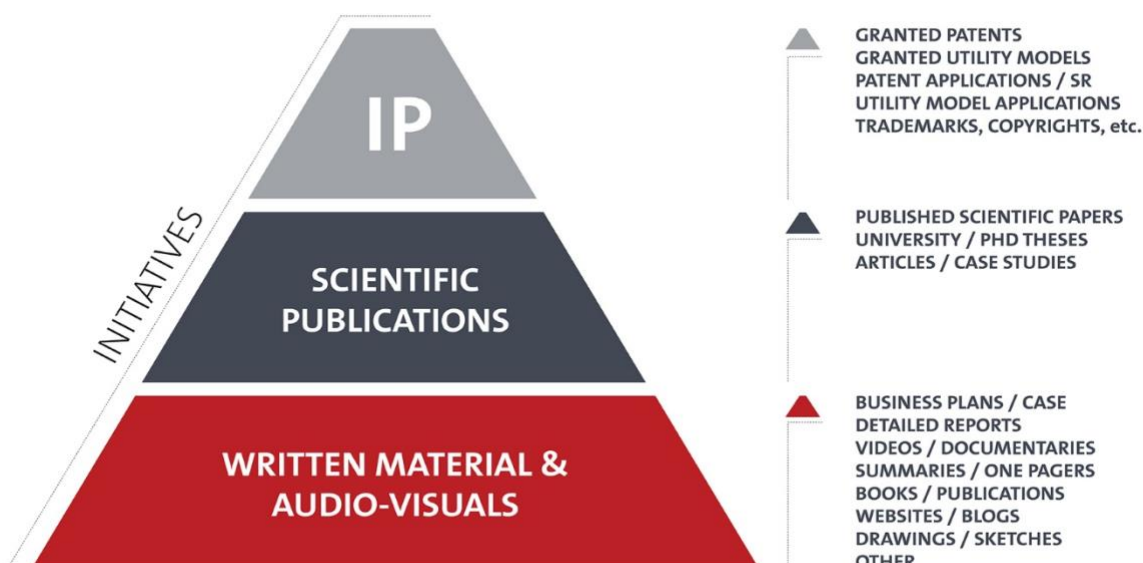 INITIATIVES
IP
SCIENTIFIC
PUBLICATIONS
WRITTEN MATERIAL &
AUDIO-VISUALS
GRANTED PATENTS
GRANTED UTILITY MODELS
PATENT APPLICATIONS / SR
UTILITY MODEL APPLICATIONS
TRADEMARKS, COPYRIGHTS, etc.
PUBLISHED SCIENTIFIC PAPERS
UNIVERSITY / PHD THESES
ARTICLES / CASE STUDIES
BUSINESS PLANS / CASE
DETAILED REPORTS
VIDEOS / DOCUMENTARIES
SUMMARIES / ONE PAGERS
BOOKS / PUBLICATIONS
WEBSITES / BLOGS
DRAWINGS / SKETCHES
OTHER